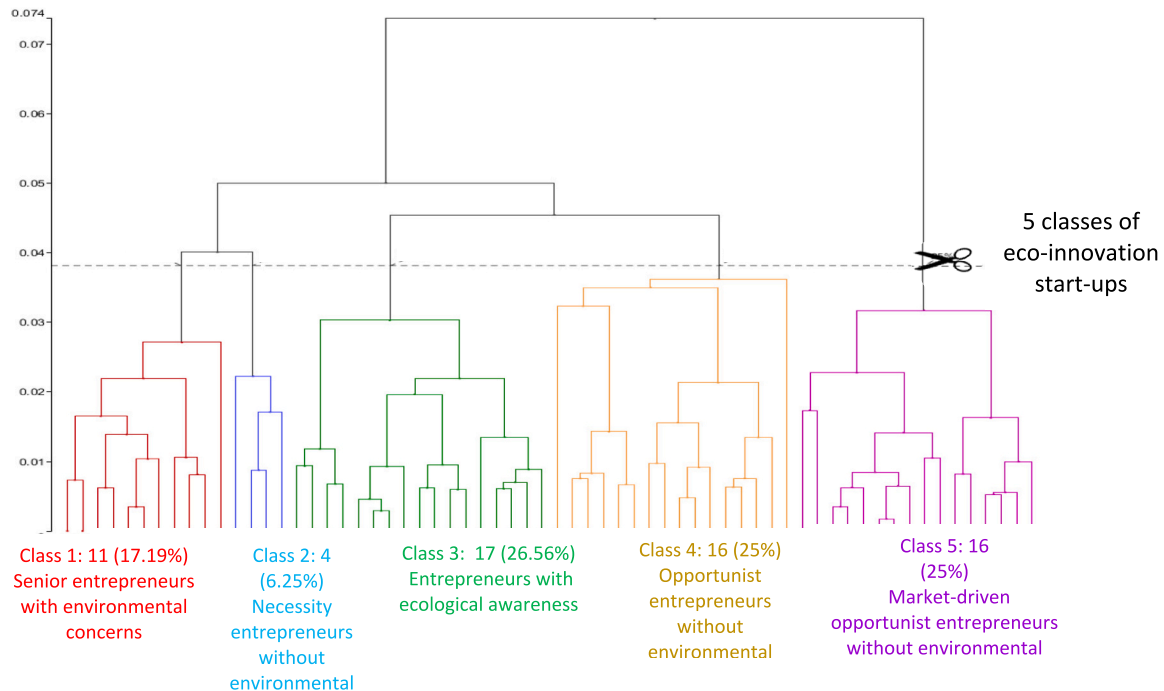 0.074
0.07
0.06
0.05
0.04
0.03
0.02
0.01
5 classes of
eco-innovation
start-ups
Class 1: 11 (17.19%)
Senior entrepreneurs
with environmental
concerns
Class 2: 4
(6.25%)
Necessity
entrepreneurs
without
environmental
Class 3: 17 (26.56%)
Entrepreneurs with
ecological awareness
Class 4: 16 (25%)
Opportunist
entrepreneurs
without
environmental
Class 5: 16
(25%)
Market-driven
opportunist entrepreneurs
without environmental